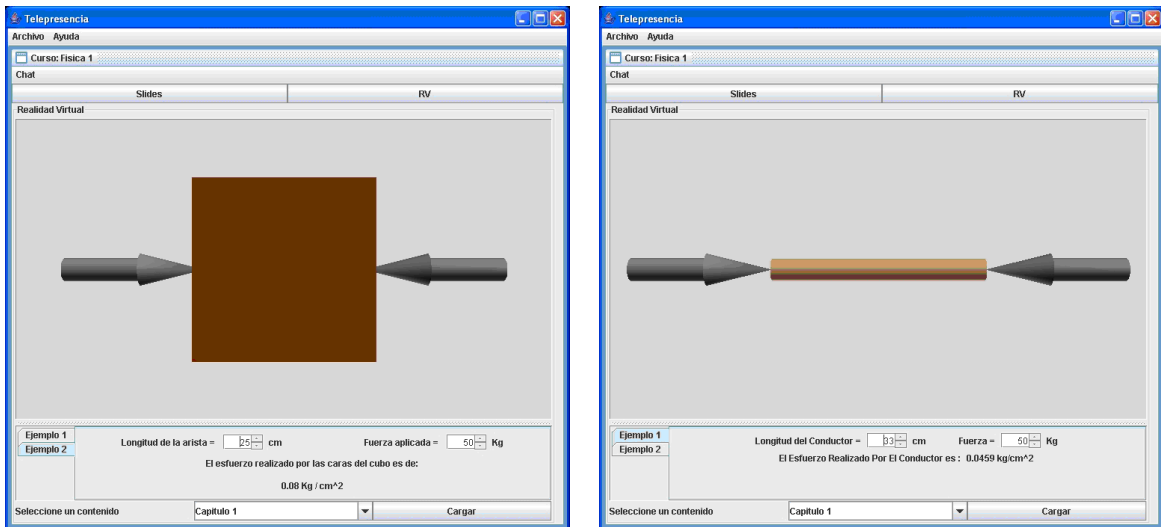 Telepresencia
Archivo Ayuda
Curso: Fisica 1
Chat
Slides RV
Realidad Virtual
Ejemplo 1
Ejemplo 2
Longitud de la arista = 25 cm Fuerza aplicada = 50 Kg
El esfuerzo realizado por las caras del cubo es de:
0.08 Kg / cm^2
Seleccione un contenido Capitulo 1 Cargar
Telepresencia
Archivo Ayuda
Curso: Fisica 1
Chat
Slides RV
Realidad Virtual
Ejemplo 1
Ejemplo 2
Longitud del Conductor = 33 cm Fuerza = 50 Kg
El Esfuerzo Realizado Por El Conductor es : 0.0459 kg/cm^2
Seleccione un contenido Capitulo 1 Cargar